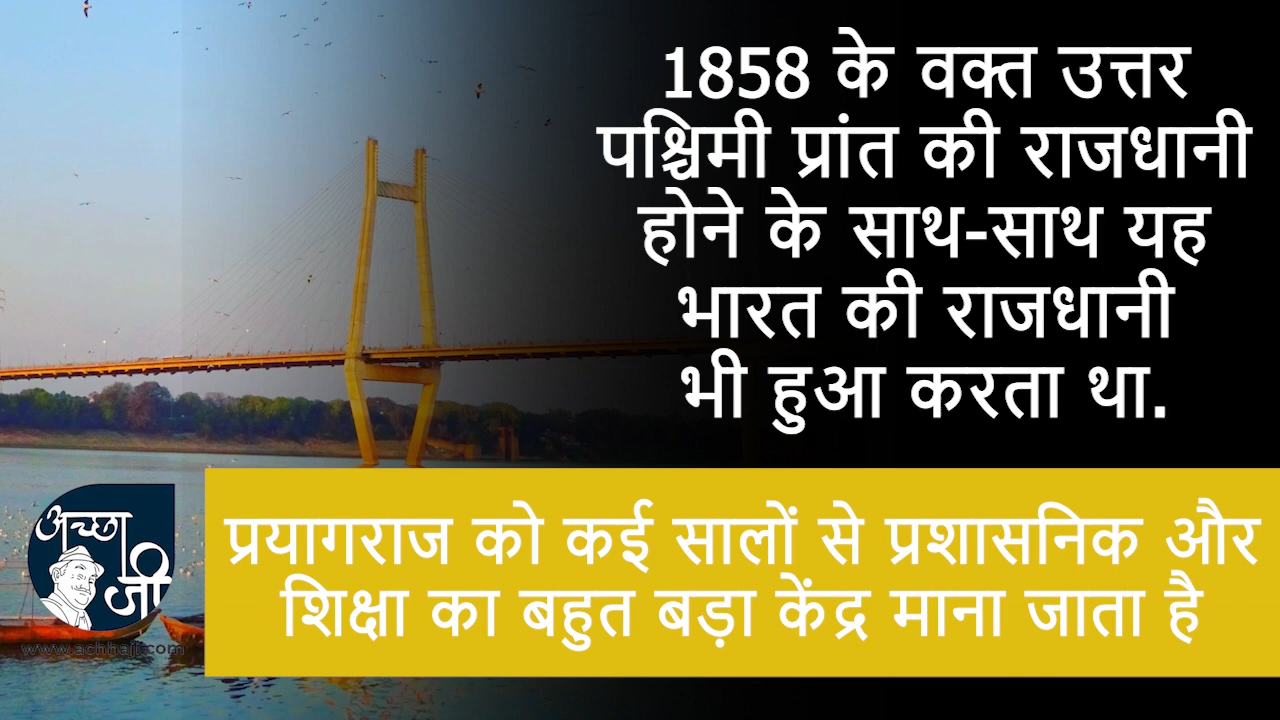 1858 के वक्त उत्तर
पश्चिमी प्रांत की राजधानी
होने के साथ-साथ यह
भारत की राजधानी
भी हुआ करता था.
प्रयागराज को कई सालों से प्रशासनिक और
शिक्षा का बहुत बड़ा केंद्र माना जाता है
अच्छा
जी
www.achhaji.com